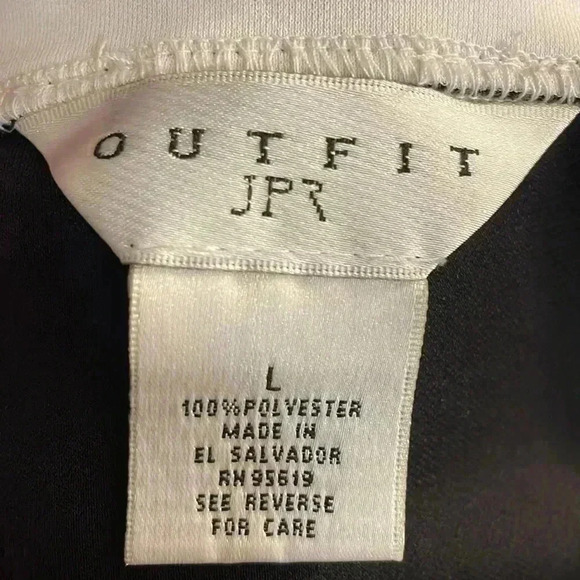 OUTFIT
JPR
L
100% POLYESTER
MADE IN
EL SALVADOR
RN 95619
SEE REVERSE
FOR CARE